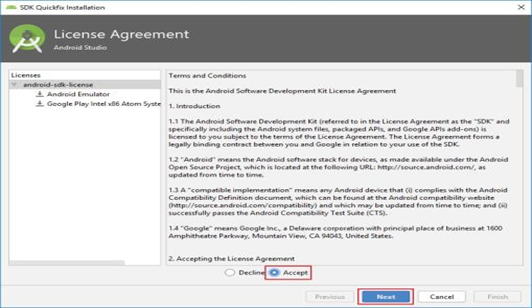 SDK Quickfix Installation
License Agreement
Android Studio
Licenses
android-sdk-license
Android Emulator
Google Play Intel x86 Atom Syste
Terms and Conditions
This is the Android Software Development Kit License Agreement
1. Introduction
1.1 The Android Software Development Kit (referred to in the License Agreement as the "SDK" and
specifically including the Android system files, packaged APIs, and Google APIs add-ons) is
licensed to you subject to the terms of the License Agreement. The License Agreement forms a
legally binding contract between you and Google in relation to your use of the SDK.
1.2 "Android" means the Android software stack for devices, as made available under the Android
Open Source Project, which is located at the following URL: http://source.android.com/, as
updated from time to time.
1.3 A "compatible implementation" means any Android device that (i) complies with the Android
Compatibility Definition document, which can be found at the Android compatibility website
(http://source.android.com/compatibility) and which may be updated from time to time; and (ii)
successfully passes the Android Compatibility Test Suite (CTS).
1.4 "Google" means Google Inc., a Delaware corporation with principal place of business at 1600
Amphitheatre Parkway, Mountain View, CA 94043, United States.
2. Accepting the License Agreement
Decline Accept
Previous Next Cancel Finish